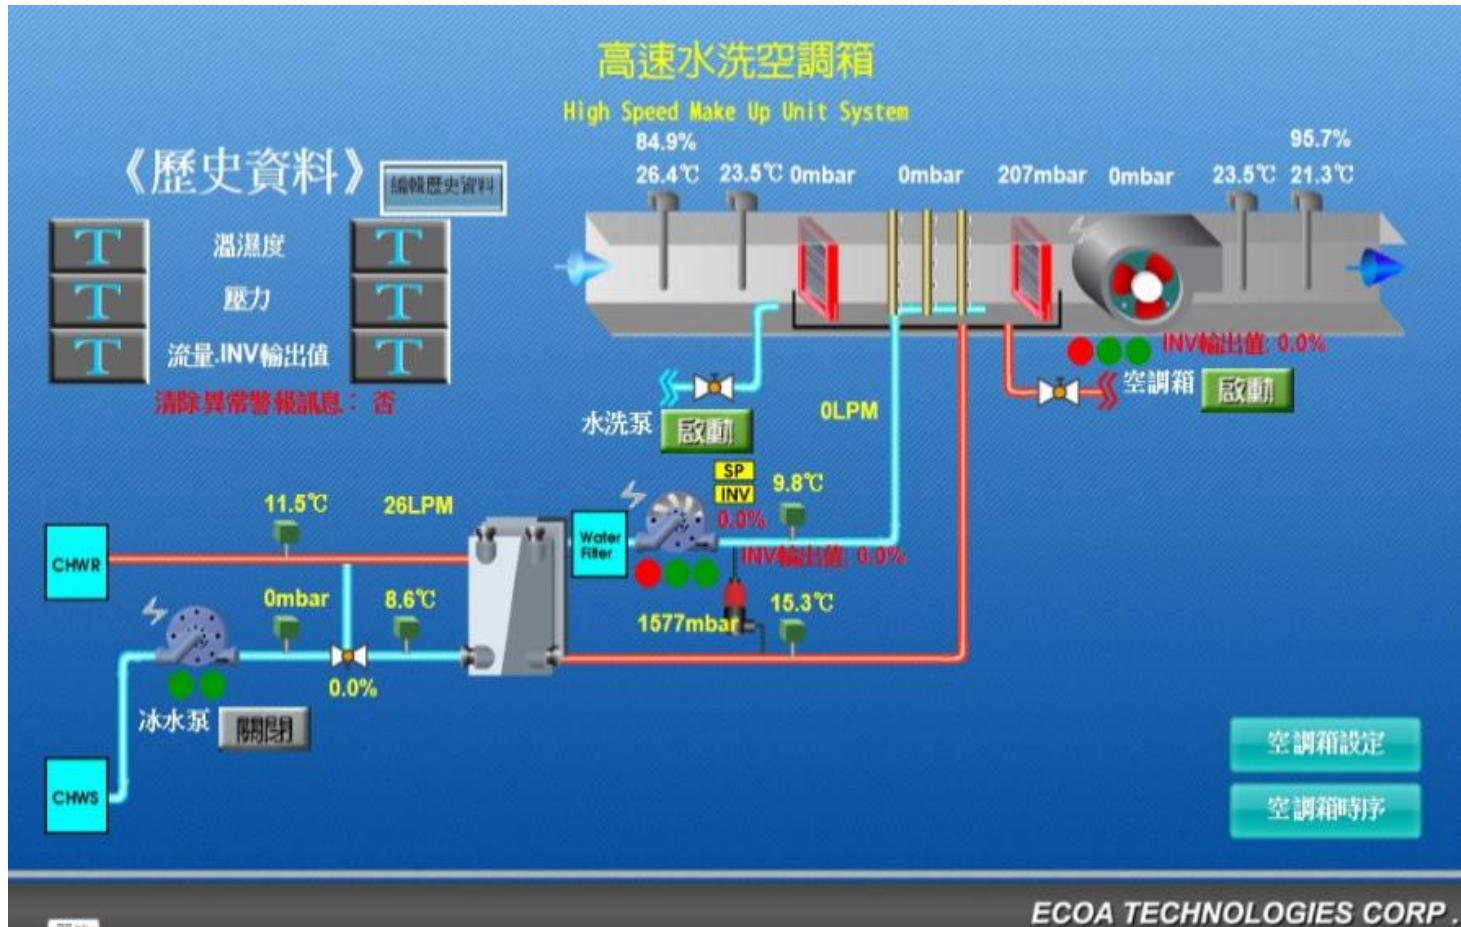 高速水洗空調箱
High Speed Make Up Unit System
84.9%
95.7%
26.4℃ 23.5℃ 0mbar 0mbar 207mbar 0mbar 23.5℃ 21.3℃
《歷史資料》 編輯歷史資料
T 溫濕度 T
T 壓力 T
T 流量.INV輸出值 T
清除異常警報訊息： 否
INV輸出值: 0.0%
空調箱 啟動
水洗泵 啟動
0LPM
SP
INV
0.0%
9.8℃
11.5℃ 26LPM
CHWR
Water
Filter
INV輸出值: 0.0%
0mbar 8.6℃
1577mbar 15.3℃
0.0%
冰水泵 關閉
CHWS
空調箱設定
空調箱時序
ECOA TECHNOLOGIES CORP .